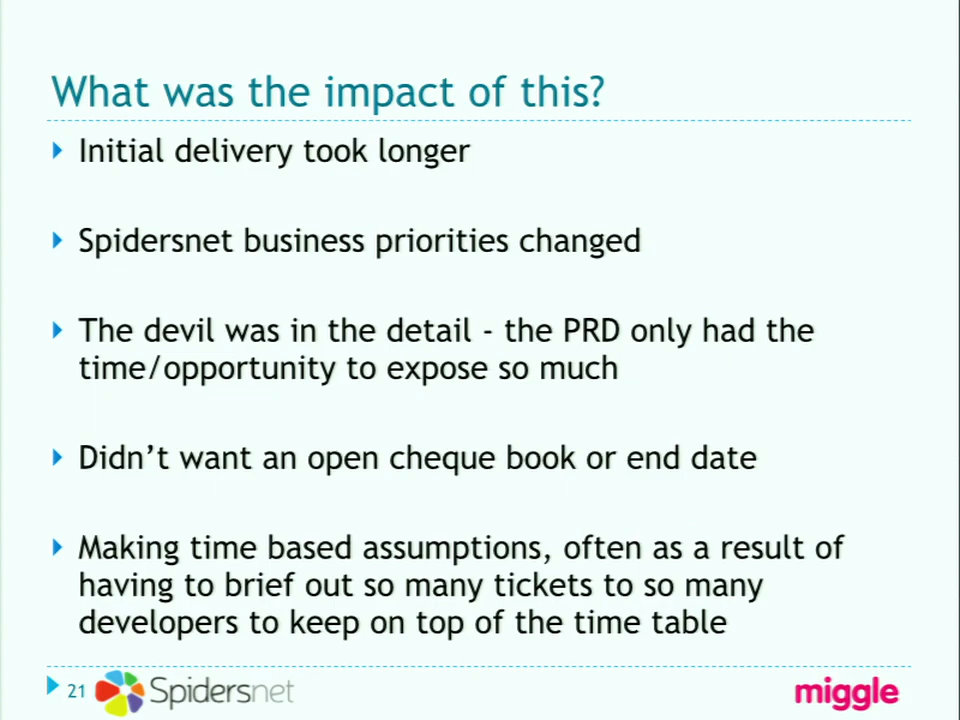 What was the impact of this?
Initial delivery took longer
Spidersnet business priorities changed
The devil was in the detail - the PRD only had the
time/opportunity to expose so much
Didn’t want an open cheque book or end date
Making time based assumptions, often as a result of
having to brief out so many tickets to so many
developers to keep on top of the time table
21 Spidersnet miggle